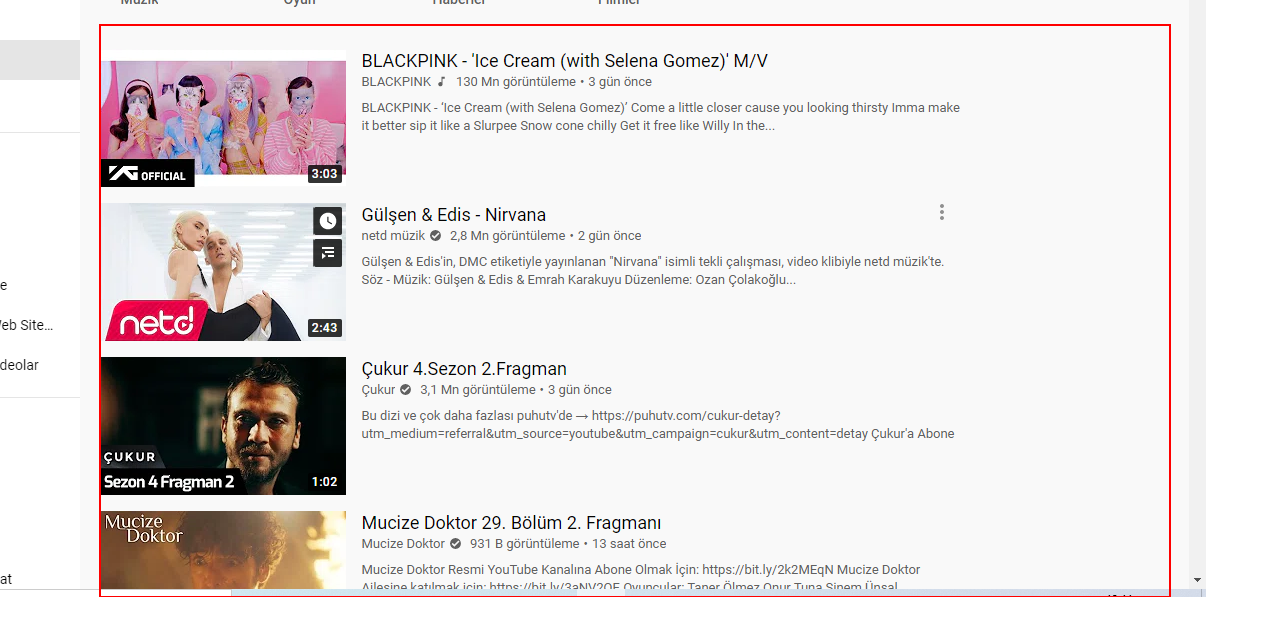 Müzik Oyun Haberler Filmler
BLACKPINK - 'Ice Cream (with Selena Gomez)' M/V
BLACKPINK 130 Mn görüntüleme • 3 gün önce
BLACKPINK - ‘Ice Cream (with Selena Gomez)’ Come a little closer cause you looking thirsty Imma make
it better sip it like a Slurpee Snow cone chilly Get it free like Willy In the...
YG OFFICIAL
3:03
Gülşen & Edis - Nirvana
netd müzik 2,8 Mn görüntüleme • 2 gün önce
Gülşen & Edis'in, DMC etiketiyle yayınlanan "Nirvana" isimli tekli çalışması, video klibiyle netd müzik'te.
Söz - Müzik: Gülşen & Edis & Emrah Karakuyu Düzenleme: Ozan Çolakoğlu...
netd
2:43
e
Web Site...
deolar
Çukur 4.Sezon 2.Fragman
Çukur 3,1 Mn görüntüleme • 3 gün önce
Bu dizi ve çok daha fazlası puhutv'de → https://puhutv.com/cukur-detay?
utm_medium=referral&utm_source=youtube&utm_campaign=cukur&utm_content=detay Çukur'a Abone
ÇUKUR
Sezon 4 Fragman 2
1:02
Mucize
Doktor
Mucize Doktor 29. Bölüm 2. Fragmanı
Mucize Doktor 931 B görüntüleme • 13 saat önce
Mucize Doktor Resmi YouTube Kanalına Abone Olmak İçin: https://bit.ly/2k2MEqN Mucize Doktor
Ailesine katılmak için: https://bit.ly/3aNV2OE Oyuncular: Taner Ölmez Onur Tuna Sinem Ünsal
at